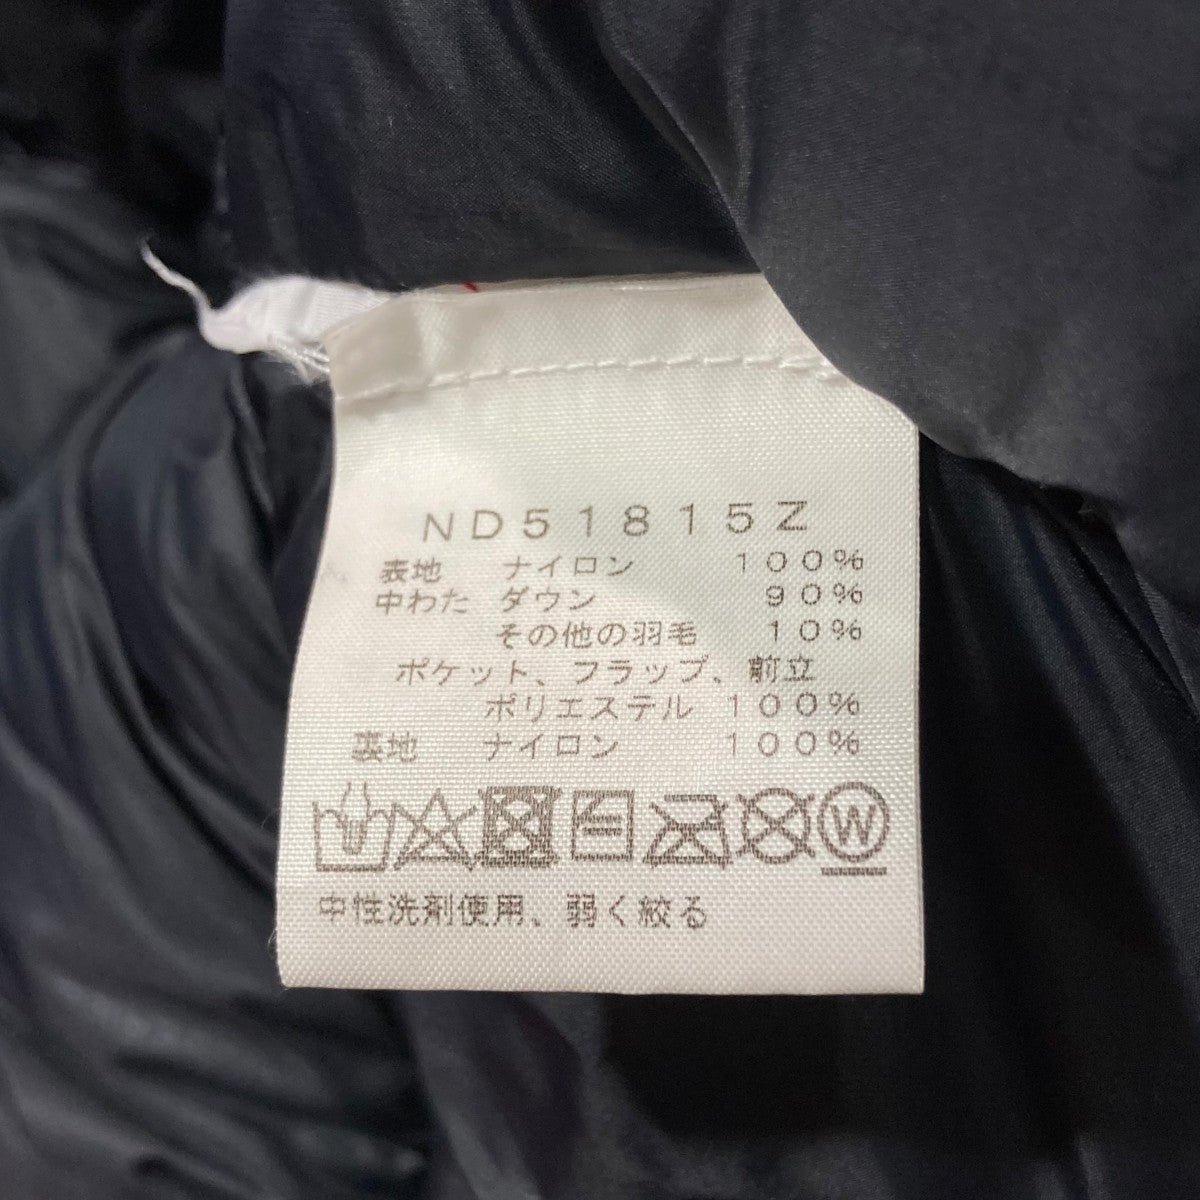 ND51815Z
表地 ナイロン 100%
中わた ダウン 90%
その他の羽毛 10%
ポケット、フラップ、前立
ポリエステル 100%
裏地 ナイロン 100%
W
中性洗剤使用、弱く絞る